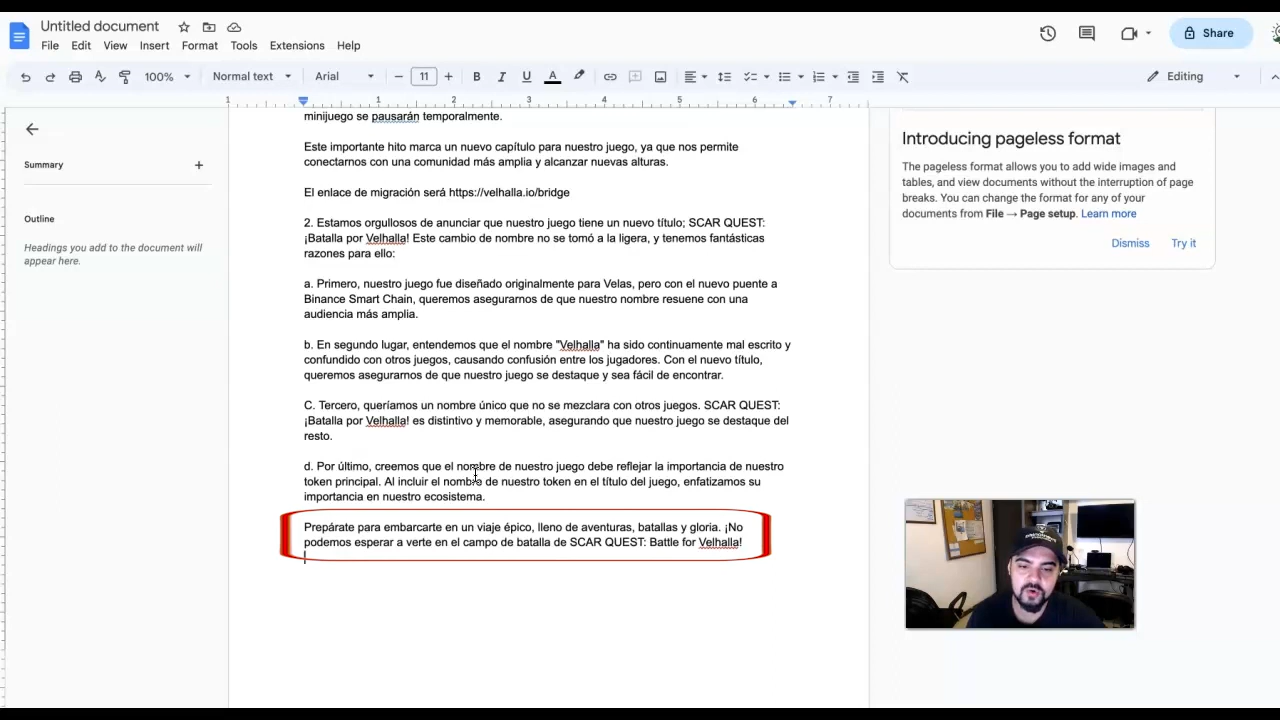 Untitled document
File Edit View Insert Format Tools Extensions Help
Share
100% Normal text Arial 11 B I U A Editing
1 1 2 3 4 5 6 7
Summary
Outline
Headings you add to the document will
appear here.
minijuego se pausarán temporalmente.
Este importante hito marca un nuevo capítulo para nuestro juego, ya que nos permite
conectarnos con una comunidad más amplia y alcanzar nuevas alturas.
El enlace de migración será https://velhalla.io/bridge
2. Estamos orgullosos de anunciar que nuestro juego tiene un nuevo título; SCAR QUEST:
¡Batalla por Velhalla! Este cambio de nombre no se tomó a la ligera, y tenemos fantásticas
razones para ello:
a. Primero, nuestro juego fue diseñado originalmente para Velas, pero con el nuevo puente a
Binance Smart Chain, queremos asegurarnos de que nuestro nombre resuene con una
audiencia más amplia.
b. En segundo lugar, entendemos que el nombre "Velhalla" ha sido continuamente mal escrito y
confundido con otros juegos, causando confusión entre los jugadores. Con el nuevo título,
queremos asegurarnos de que nuestro juego se destaque y sea fácil de encontrar.
C. Tercero, queríamos un nombre único que no se mezclara con otros juegos. SCAR QUEST:
¡Batalla por Velhalla! es distintivo y memorable, asegurando que nuestro juego se destaque del
resto.
d. Por último, creemos que el nombre de nuestro juego debe reflejar la importancia de nuestro
token principal. Al incluir el nombre de nuestro token en el título del juego, enfatizamos su
importancia en nuestro ecosistema.
Prepárate para embarcarte en un viaje épico, lleno de aventuras, batallas y gloria. ¡No
podemos esperar a verte en el campo de batalla de SCAR QUEST: Battle for Velhalla!
Introducing pageless format
The pageless format allows you to add wide images and
tables, and view documents without the interruption of page
breaks. You can change the format for any of your
documents from File → Page setup. Learn more
Dismiss Try it